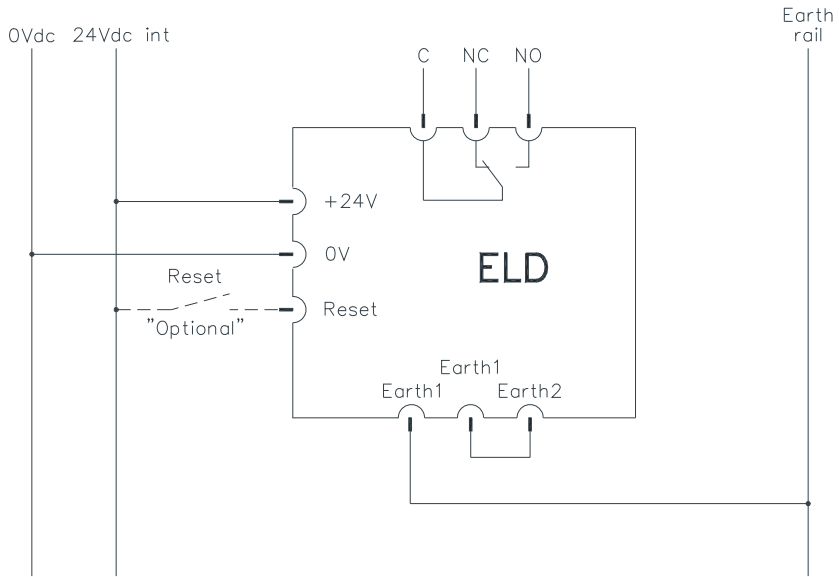 Earth
rail
0Vdc 24Vdc int
C NC NO
+24V
0V
ELD
Reset
Reset
"Optional"
Earth1
Earth1 Earth2